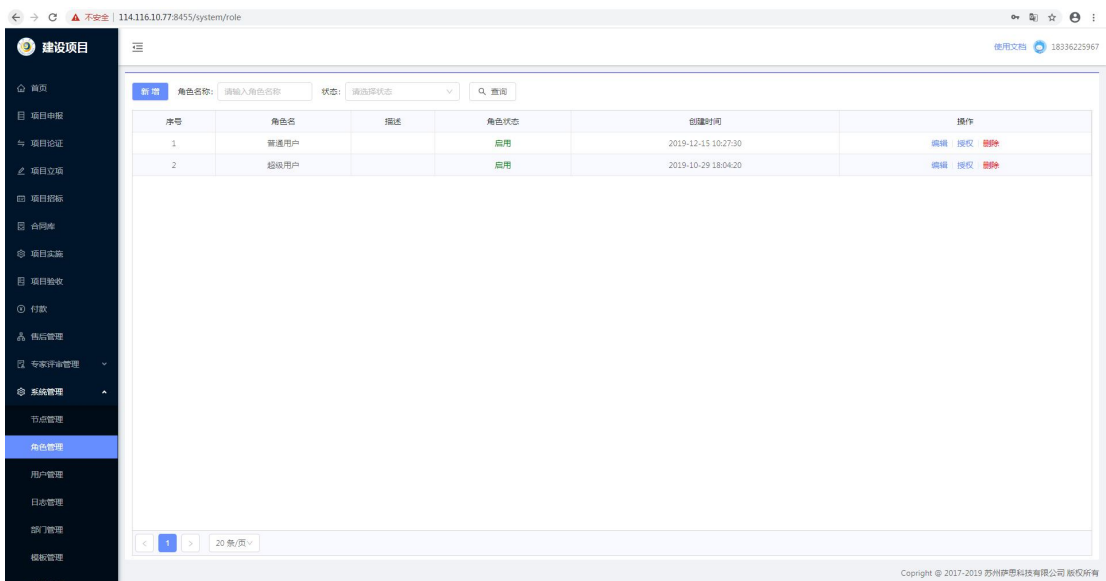 不安全 114.116.10.77:8455/system/role
建设项目
使用文档 18336225967
首页
项目申报
项目论证
项目立项
项目招标
合同库
项目实施
项目验收
付款
售后管理
专家评审管理
系统管理
节点管理
角色管理
用户管理
日志管理
部门管理
模板管理
新增 角色名称: 请输入角色名称 状态: 请选择状态 查询
序号 角色名 描述 角色状态 创建时间 操作
1 普通用户 启用 2019-12-15 10:27:30 编辑 授权 删除
2 超级用户 启用 2019-10-29 18:04:20 编辑 授权 删除
< 1 > 20 条/页
Copright @ 2017-2019 苏州萨思科技有限公司 版权所有